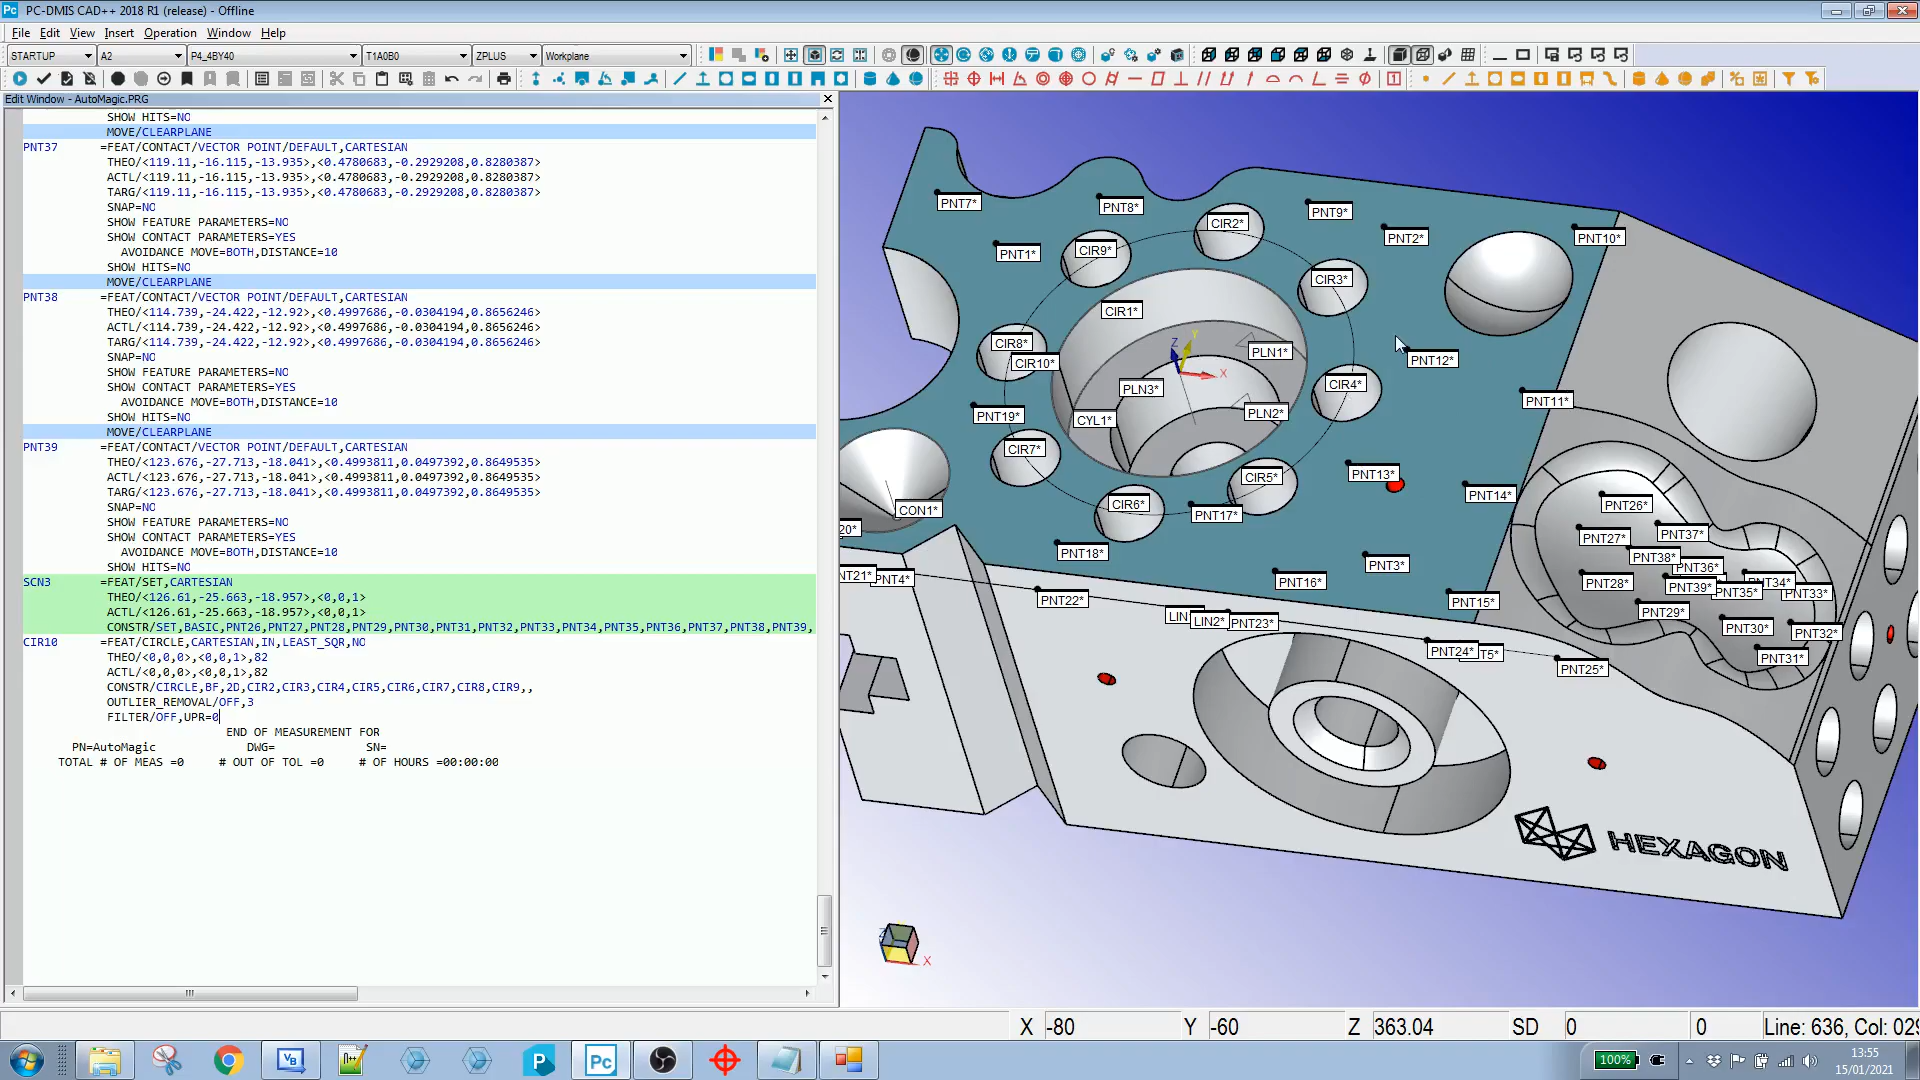 PC-DMIS CAD++ 2018 R1 (release) - Offline
File Edit View Insert Operation Window Help
STARTUP A2 P4_4BY40 T1A0B0 ZPLUS Workplane
Edit Window - AutoMagic.PRG
SHOW HITS=NO
MOVE/CLEARPLANE
PNT37 =FEAT/CONTACT/VECTOR POINT/DEFAULT,CARTESIAN
THEO/<119.11,-16.115,-13.935>,<0.4780683,-0.2929208,0.8280387>
ACTL/<119.11,-16.115,-13.935>,<0.4780683,-0.2929208,0.8280387>
TARG/<119.11,-16.115,-13.935>,<0.4780683,-0.2929208,0.8280387>
SNAP=NO
SHOW FEATURE PARAMETERS=NO
SHOW CONTACT PARAMETERS=YES
AVOIDANCE MOVE=BOTH,DISTANCE=10
SHOW HITS=NO
MOVE/CLEARPLANE
PNT38 =FEAT/CONTACT/VECTOR POINT/DEFAULT,CARTESIAN
THEO/<114.739,-24.422,-12.92>,<0.4997686,-0.0304194,0.8656246>
ACTL/<114.739,-24.422,-12.92>,<0.4997686,-0.0304194,0.8656246>
TARG/<114.739,-24.422,-12.92>,<0.4997686,-0.0304194,0.8656246>
SNAP=NO
SHOW FEATURE PARAMETERS=NO
SHOW CONTACT PARAMETERS=YES
AVOIDANCE MOVE=BOTH,DISTANCE=10
SHOW HITS=NO
MOVE/CLEARPLANE
PNT39 =FEAT/CONTACT/VECTOR POINT/DEFAULT,CARTESIAN
THEO/<123.676,-27.713,-18.041>,<0.4993811,0.0497392,0.8649535>
ACTL/<123.676,-27.713,-18.041>,<0.4993811,0.0497392,0.8649535>
TARG/<123.676,-27.713,-18.041>,<0.4993811,0.0497392,0.8649535>
SNAP=NO
SHOW FEATURE PARAMETERS=NO
SHOW CONTACT PARAMETERS=YES
AVOIDANCE MOVE=BOTH,DISTANCE=10
SHOW HITS=NO
SCN3 =FEAT/SET,CARTESIAN
THEO/<126.61,-25.663,-18.957>,<0,0,1>
ACTL/<126.61,-25.663,-18.957>,<0,0,1>
CONSTR/SET,BASIC,PNT26,PNT27,PNT28,PNT29,PNT30,PNT31,PNT32,PNT33,PNT34,PNT35,PNT36,PNT37,PNT38,PNT39,
CIR10 =FEAT/CIRCLE,CARTESIAN,IN,LEAST_SQR,NO
THEO/<0,0,0>,<0,0,1>,82
ACTL/<0,0,0>,<0,0,1>,82
CONSTR/CIRCLE,BF,2D,CIR2,CIR3,CIR4,CIR5,CIR6,CIR7,CIR8,CIR9,,
OUTLIER_REMOVAL/OFF,3
FILTER/OFF,UPR=0
END OF MEASUREMENT FOR
PN=AutoMagic DWG= SN=
TOTAL # OF MEAS =0 # OUT OF TOL =0 # OF HOURS =00:00:00
PNT7* PNT8* CIR2* PNT9* PNT2* PNT10*
PNT1* CIR9* CIR3*
CIR1*
CIR8* CIR10* PLN1* PNT12*
Z Y X
PLN3* CIR4* PNT11*
PNT19* CYL1* PLN2*
CIR7* CIR5* PNT13* PNT14*
CON1* CIR6* PNT17* PNT26*
20* PNT27* PNT37*
PNT18* PNT3* PNT38* PNT36*
NT21* PNT4* PNT16* PNT28* PNT39* PNT34* PNT35* PNT33*
PNT22* PNT15* PNT29*
LIN LIN2* PNT23* PNT30* PNT32*
PNT24* T5* PNT25* PNT31*
HEXAGON
X
X -80 Y -60 Z 363.04 SD 0 0 Line: 636, Col: 029
VB N++ P Pc 100% 13:55
15/01/2021